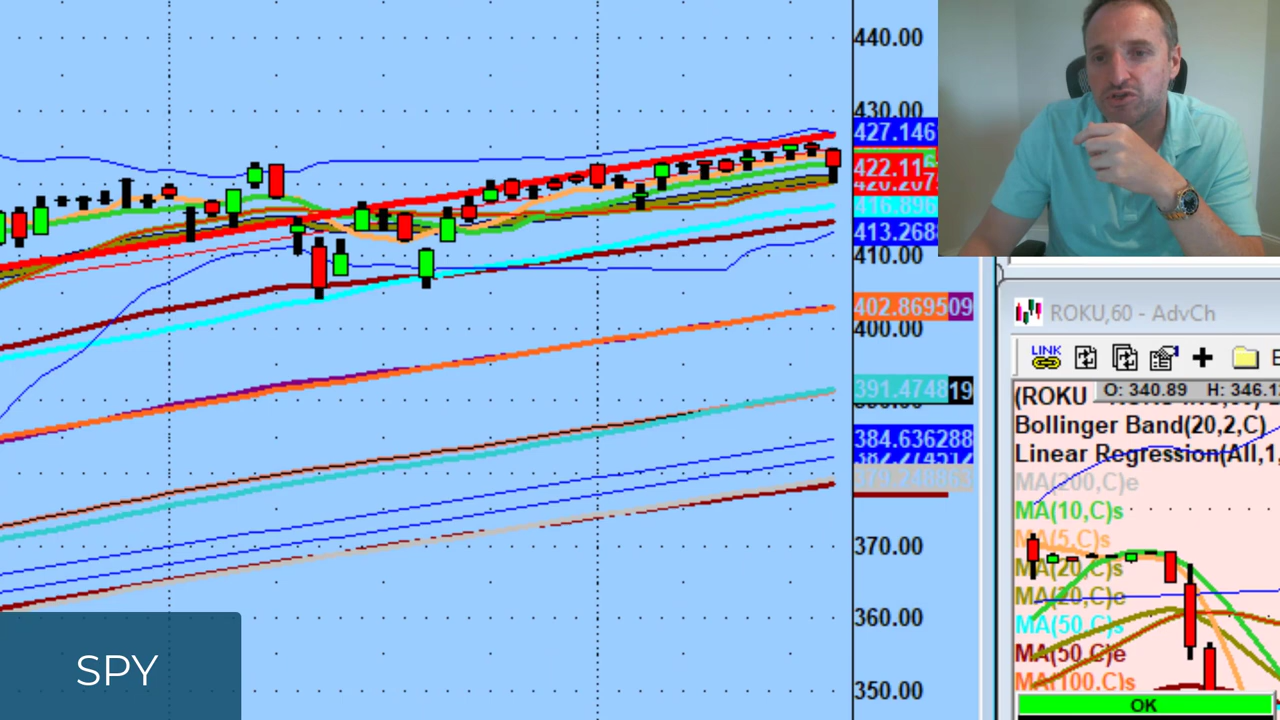 440.00
430.00
427.146
422.11
416.896
413.268
410.00
402.869509
400.00
391.474819
384.636288
370.00
360.00
350.00
SPY
ROKU,60 - AdvCh
LINK
(ROKU
O: 340.89 H: 346.1
Bollinger Band(20,2,C)
Linear Regression(All,1,
MA(200,C)e
MA(10,C)s
MA(5,C)s
MA(20,C)s
MA(20,C)e
MA(50,C)s
MA(50,C)e
MA(100,C)s
OK